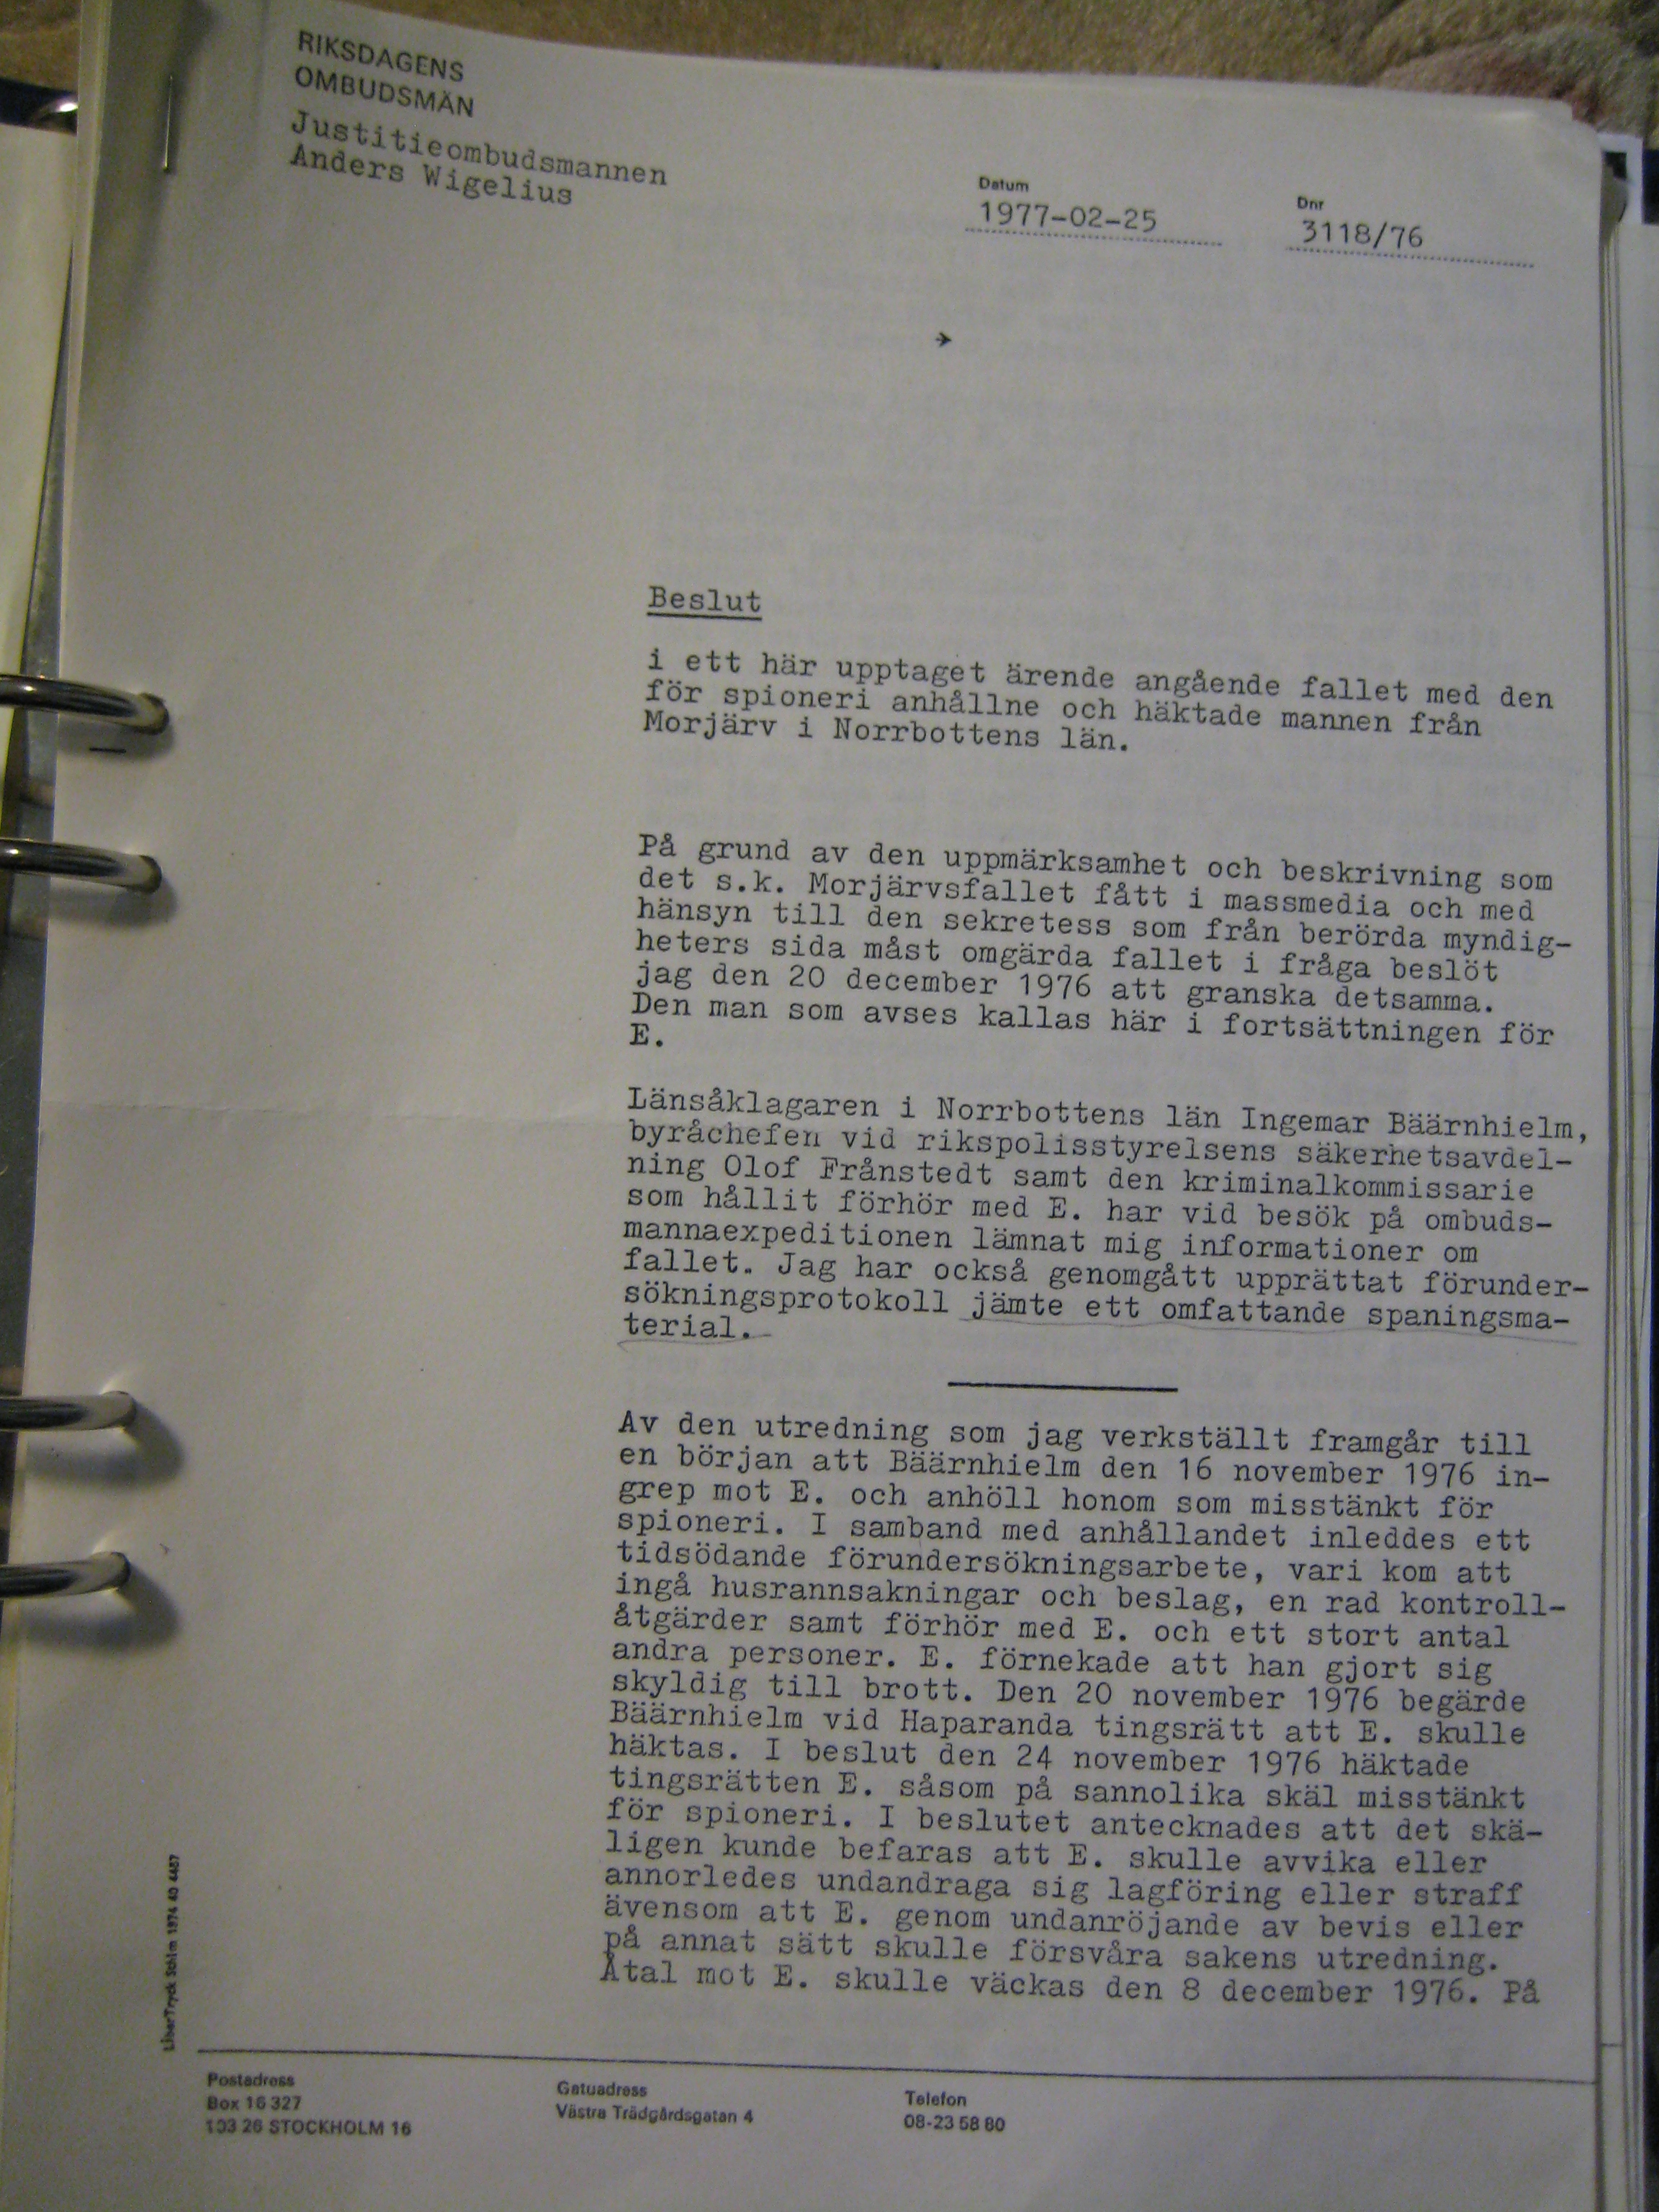 RIKSDAGENS
OMBUDSMÄN
Justitieombudsmannen
Anders Wigelius
Datum
1977-02-25
Dnr
3118/76
Beslut
i ett här upptaget ärende angående fallet med den
för spioneri anhållne och häktade mannen från
Morjärv i Norrbottens län.
På grund av den uppmärksamhet och beskrivning som
det s.k. Morjärvsfallet fått i massmedia och med
hänsyn till den sekretess som från berörda myndig-
heters sida måst omgärda fallet i fråga beslöt
jag den 20 december 1976 att granska detsamma.
Den man som avses kallas här i fortsättningen för
E.
Länsåklagaren i Norrbottens län Ingemar Bäärnhielm,
byråchefen vid rikspolisstyrelsens säkerhetsavdel-
ning Olof Frånstedt samt den kriminalkommissarie
som hållit förhör med E. har vid besök på ombuds-
mannaexpeditionen lämnat mig informationer om
fallet. Jag har också genomgått upprättat förunder-
sökningsprotokoll jämte ett omfattande spaningsma-
terial.
Av den utredning som jag verkställt framgår till
en början att Bäärnhielm den 16 november 1976 in-
grep mot E. och anhöll honom som misstänkt för
spioneri. I samband med anhållandet inleddes ett
tidsödande förundersökningsarbete, vari kom att
ingå husrannsakningar och beslag, en rad kontroll-
åtgärder samt förhör med E. och ett stort antal
andra personer. E. förnekade att han gjort sig
skyldig till brott. Den 20 november 1976 begärde
Bäärnhielm vid Haparanda tingsrätt att E. skulle
häktas. I beslut den 24 november 1976 häktade
tingsrätten E. såsom på sannolika skäl misstänkt
för spioneri. I beslutet antecknades att det skä-
ligen kunde befaras att E. skulle avvika eller
annorledes undandraga sig lagföring eller straff
ävensom att E. genom undanröjande av bevis eller
på annat sätt skulle försvåra sakens utredning.
Åtal mot E. skulle väckas den 8 december 1976. På
LiberTryck Sthlm 1974 40 4487
Postadress
Box 16 327
103 26 STOCKHOLM 16
Gatuadress
Västra Trädgårdsgatan 4
Telefon
08-23 58 80